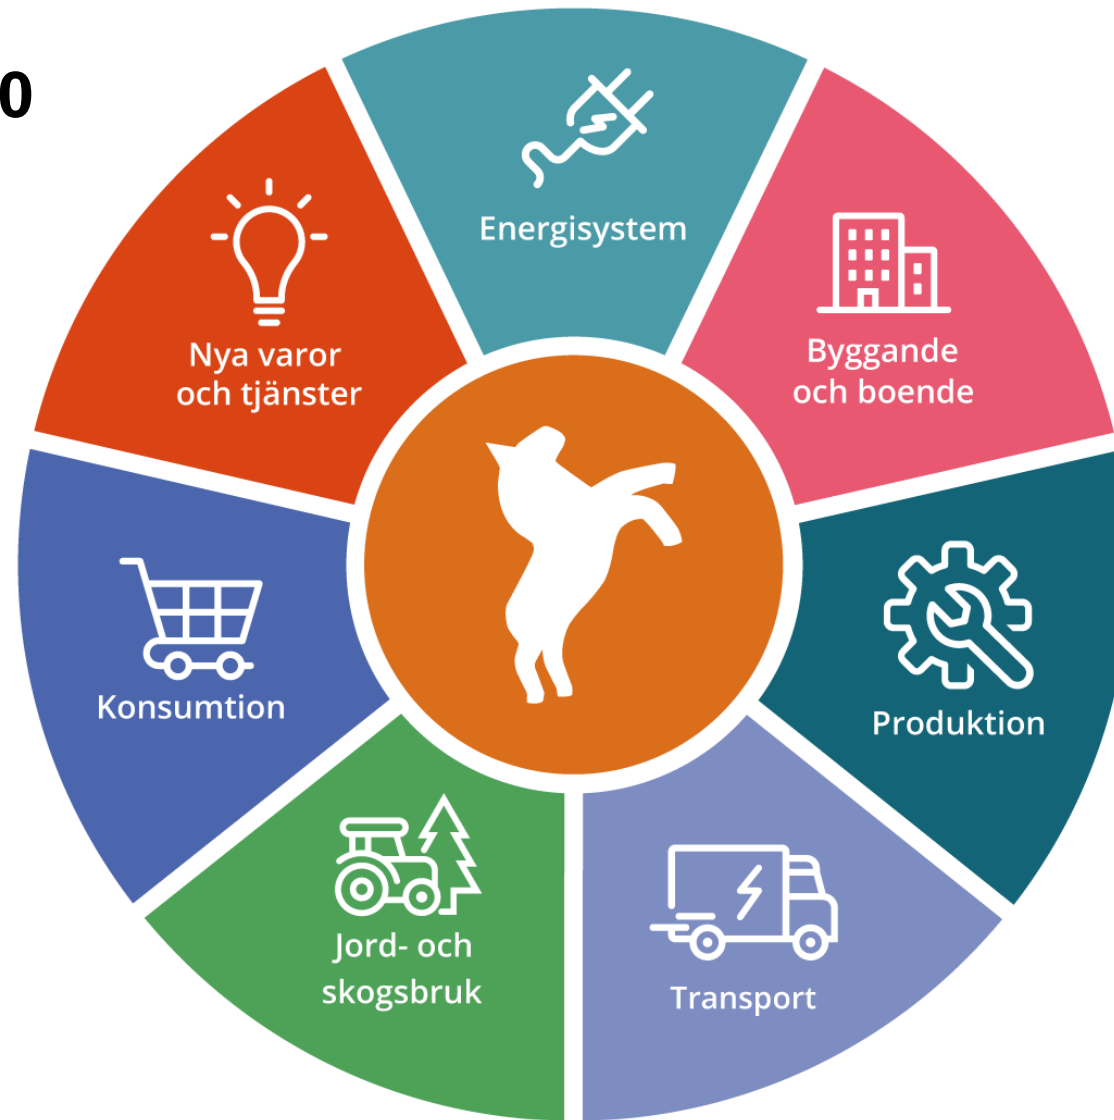 0
Energisystem
Byggande
och boende
Produktion
Transport
Jord- och
skogsbruk
Konsumtion
Nya varor
och tjänster